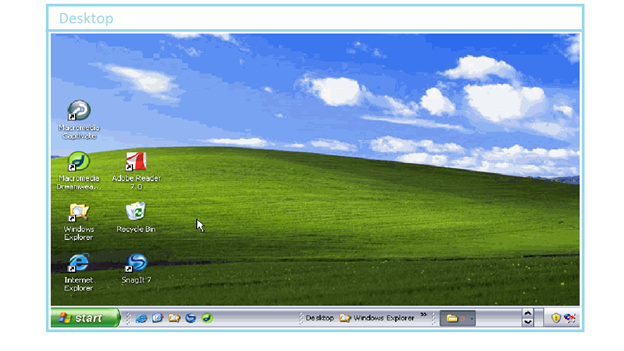 Desktop
Macromedia
Captivate
Macromedia
Dreamwea...
Adobe Reader
7.0
Windows
Explorer
Recycle Bin
Internet
Explorer
SnagIt 7
start
Desktop
Windows Explorer
»